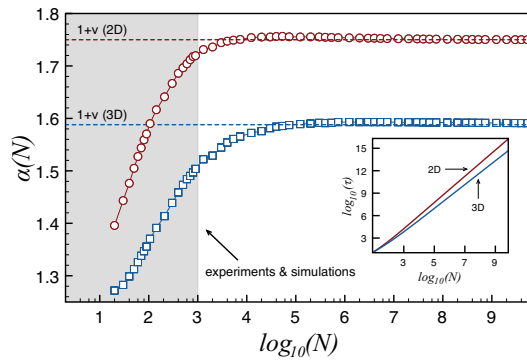 1.8
1.7
1.6
1.5
1.4
1.3
α(N)
1+ν (2D)
1+ν (3D)
experiments & simulations
1 2 3 4 5 6 7 8 9
log10(N)
15
12
9
6
3
log10(τ)
2D
3D
3 5 7 9
log10(N)